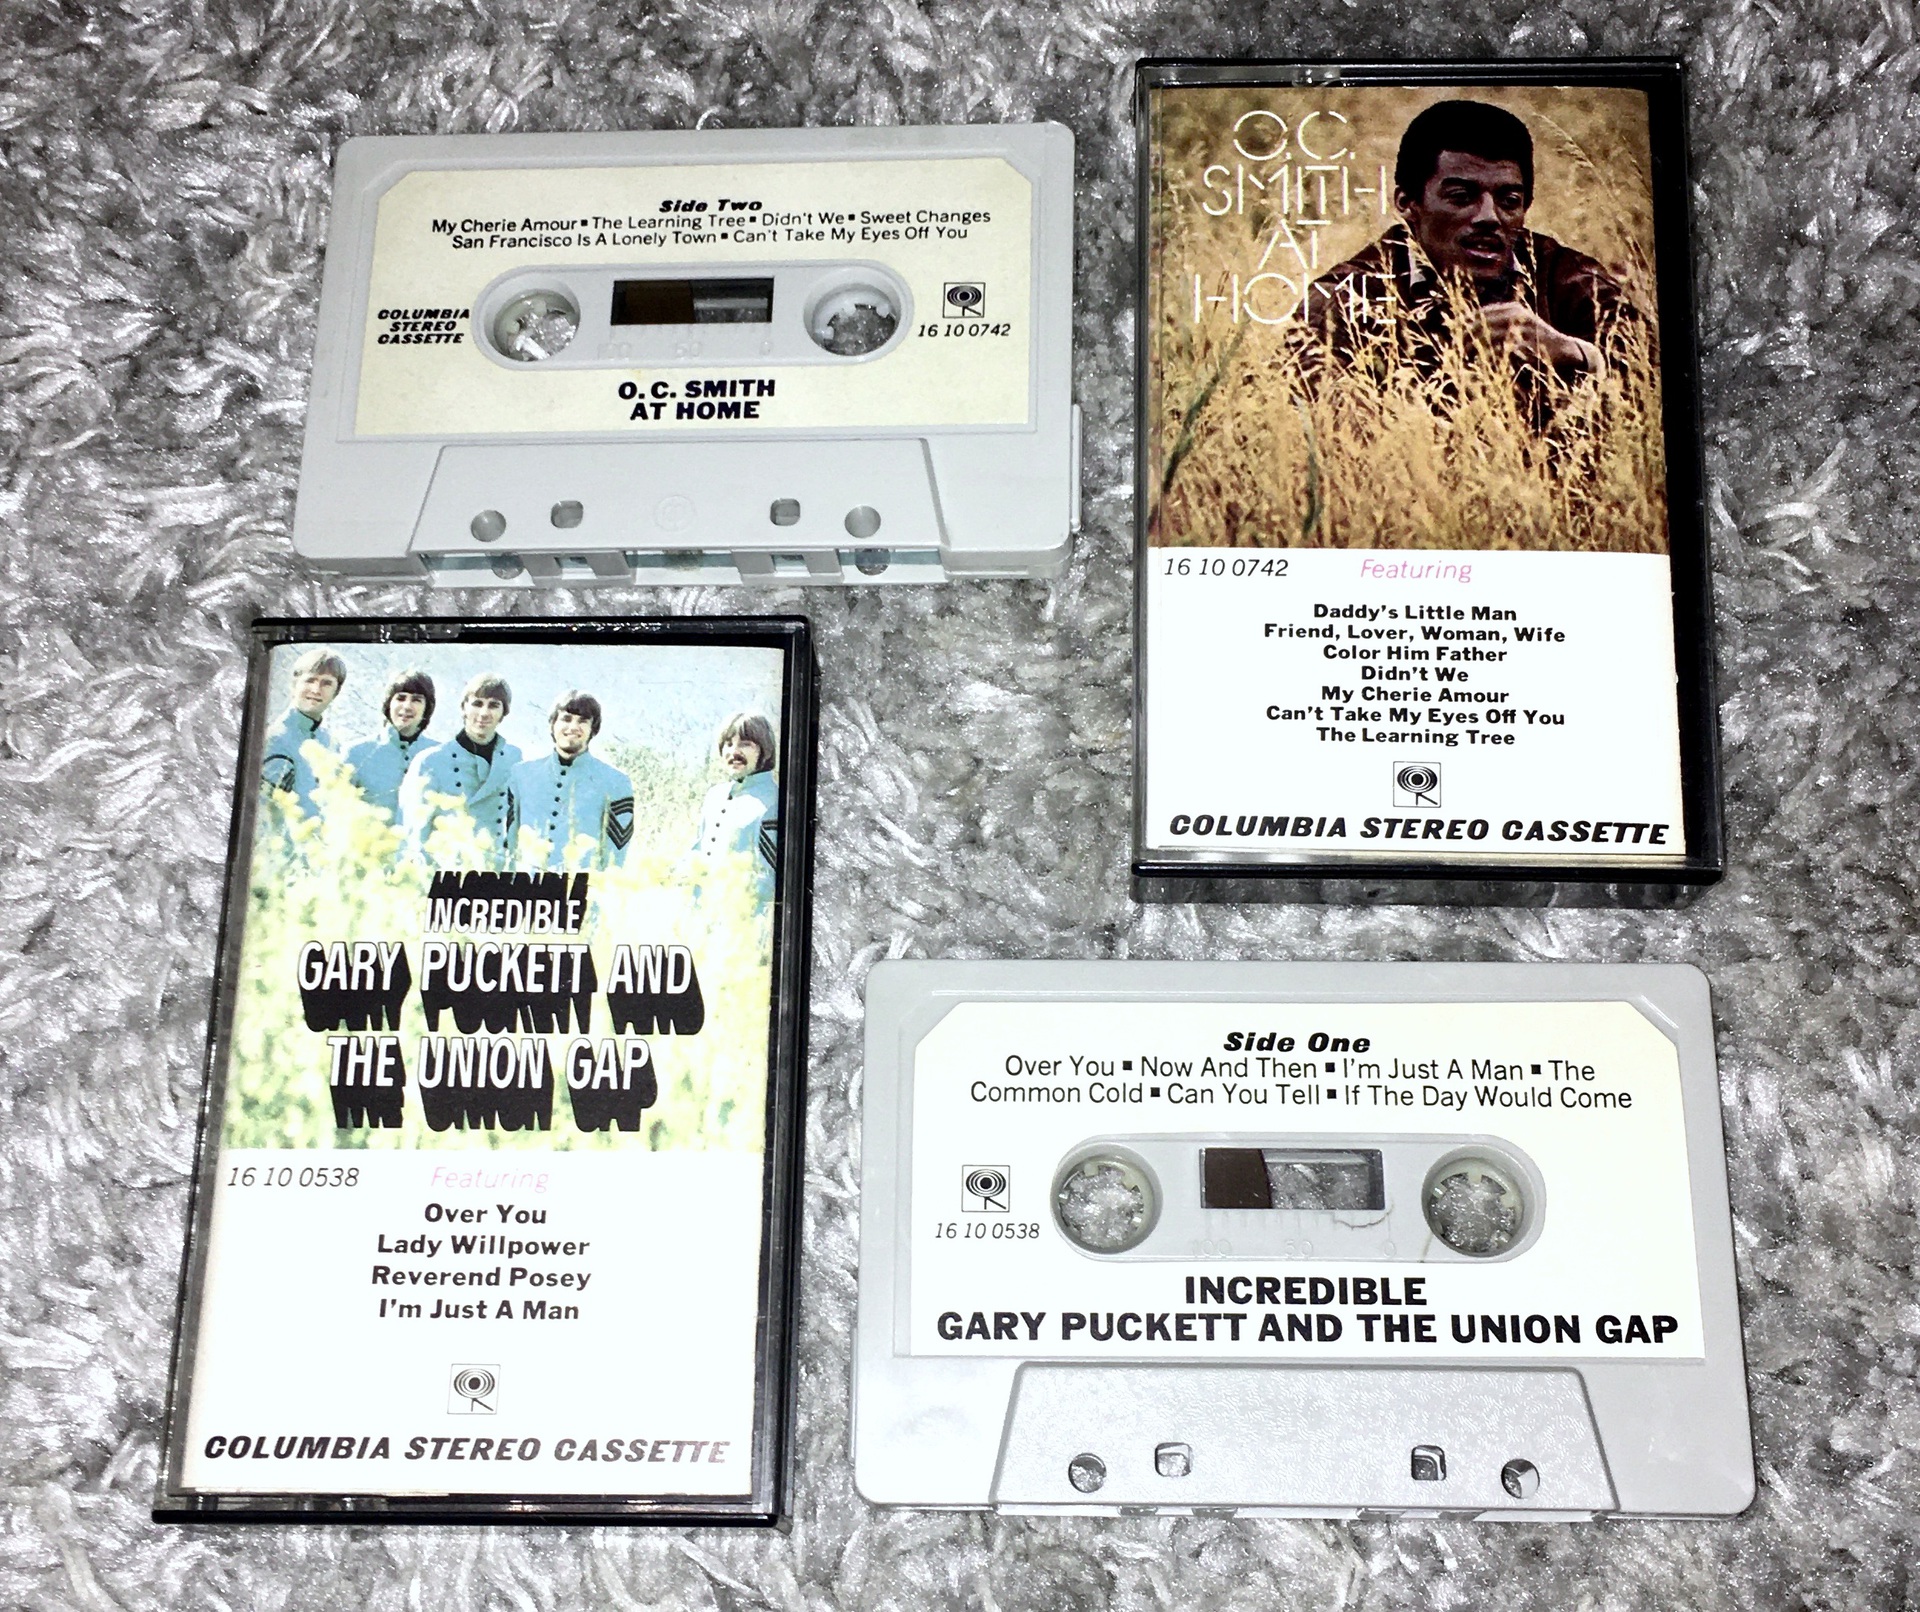 Side Two
My Cherie Amour ▪ The Learning Tree ▪ Didn't We ▪ Sweet Changes
San Francisco Is A Lonely Town ▪ Can't Take My Eyes Off You
COLUMBIA
STEREO
CASSETTE
16 10 0742
100 50 0
O. C. SMITH
AT HOME
O.C.
SMITH
AT
HOME
16 10 0742 Featuring
Daddy's Little Man
Friend, Lover, Woman, Wife
Color Him Father
Didn't We
My Cherie Amour
Can't Take My Eyes Off You
The Learning Tree
COLUMBIA STEREO CASSETTE
INCREDIBLE
GARY PUCKETT AND
THE UNION GAP
16 10 0538 Featuring
Over You
Lady Willpower
Reverend Posey
I'm Just A Man
COLUMBIA STEREO CASSETTE
Side One
Over You ▪ Now And Then ▪ I'm Just A Man ▪ The
Common Cold ▪ Can You Tell ▪ If The Day Would Come
16 10 0538
100 50 0
INCREDIBLE
GARY PUCKETT AND THE UNION GAP